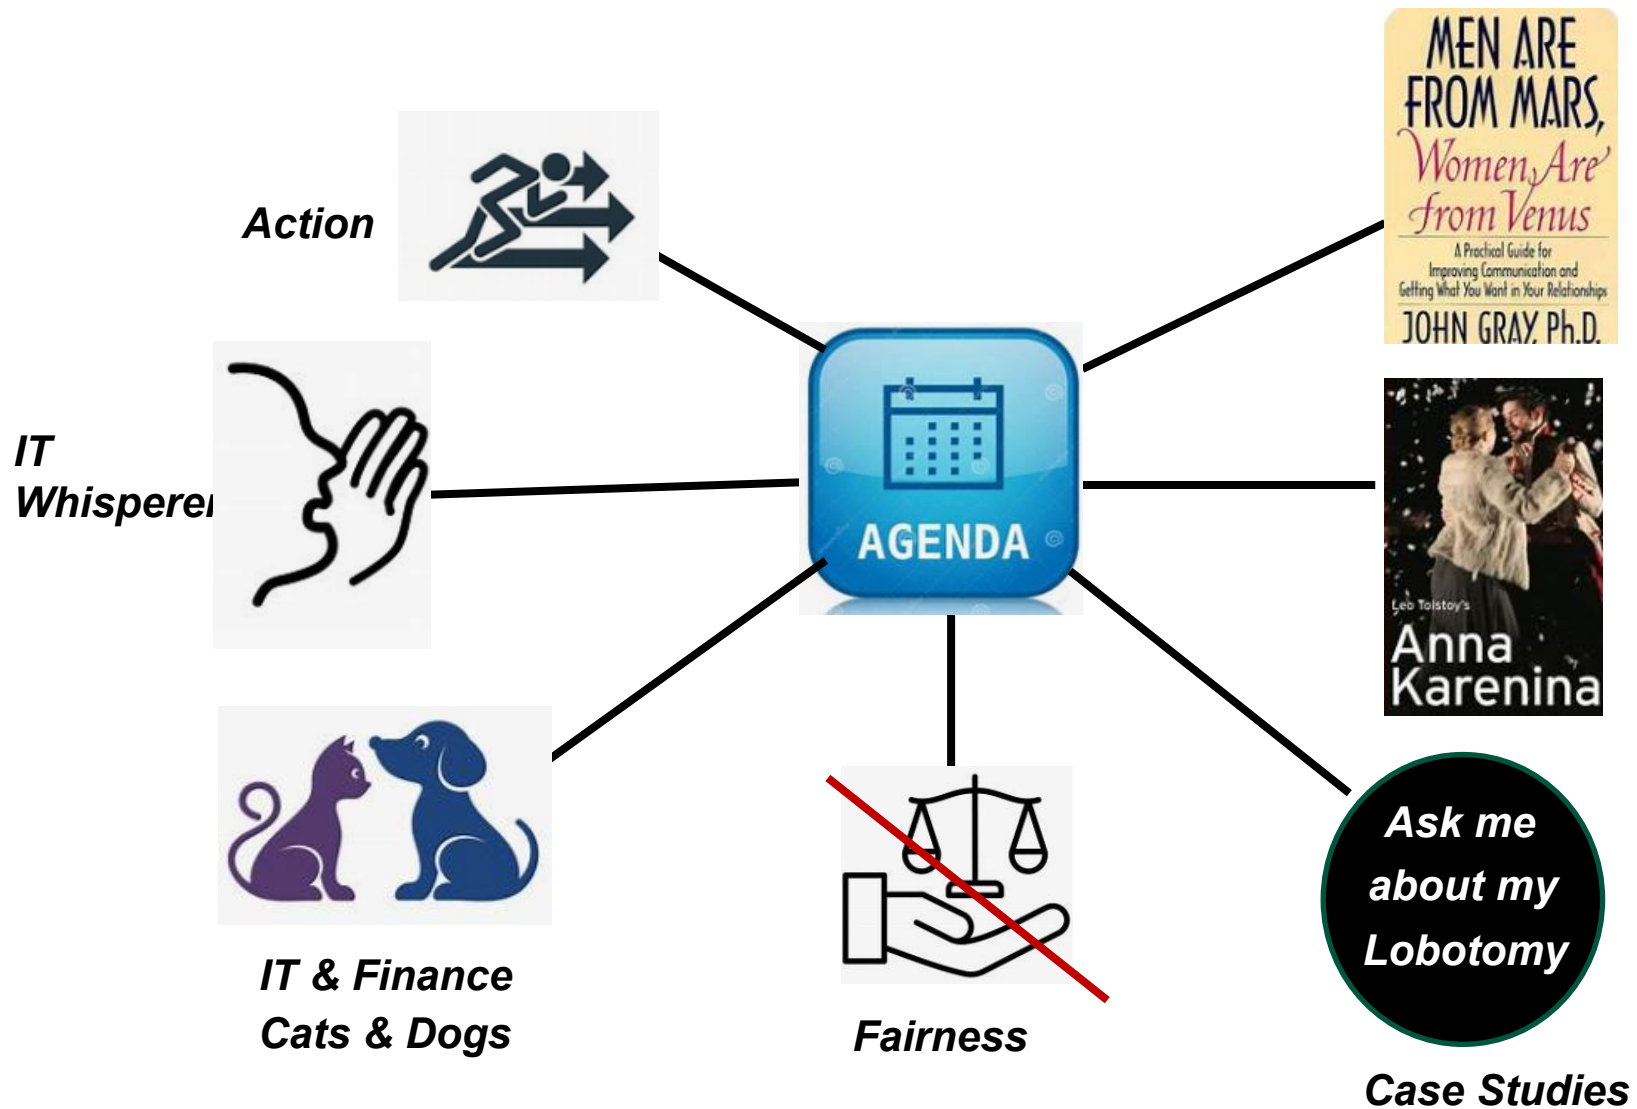 MEN ARE
FROM MARS,
Women Are
from Venus
A Practical Guide for
Improving Communication and
Getting What You Want in Your Relationships
JOHN GRAY, Ph.D.
Action
IT
Whisperer
AGENDA
Leo Tolstoy's
Anna
Karenina
Ask me
about my
Lobotomy
IT & Finance
Cats & Dogs
Fairness
Case Studies